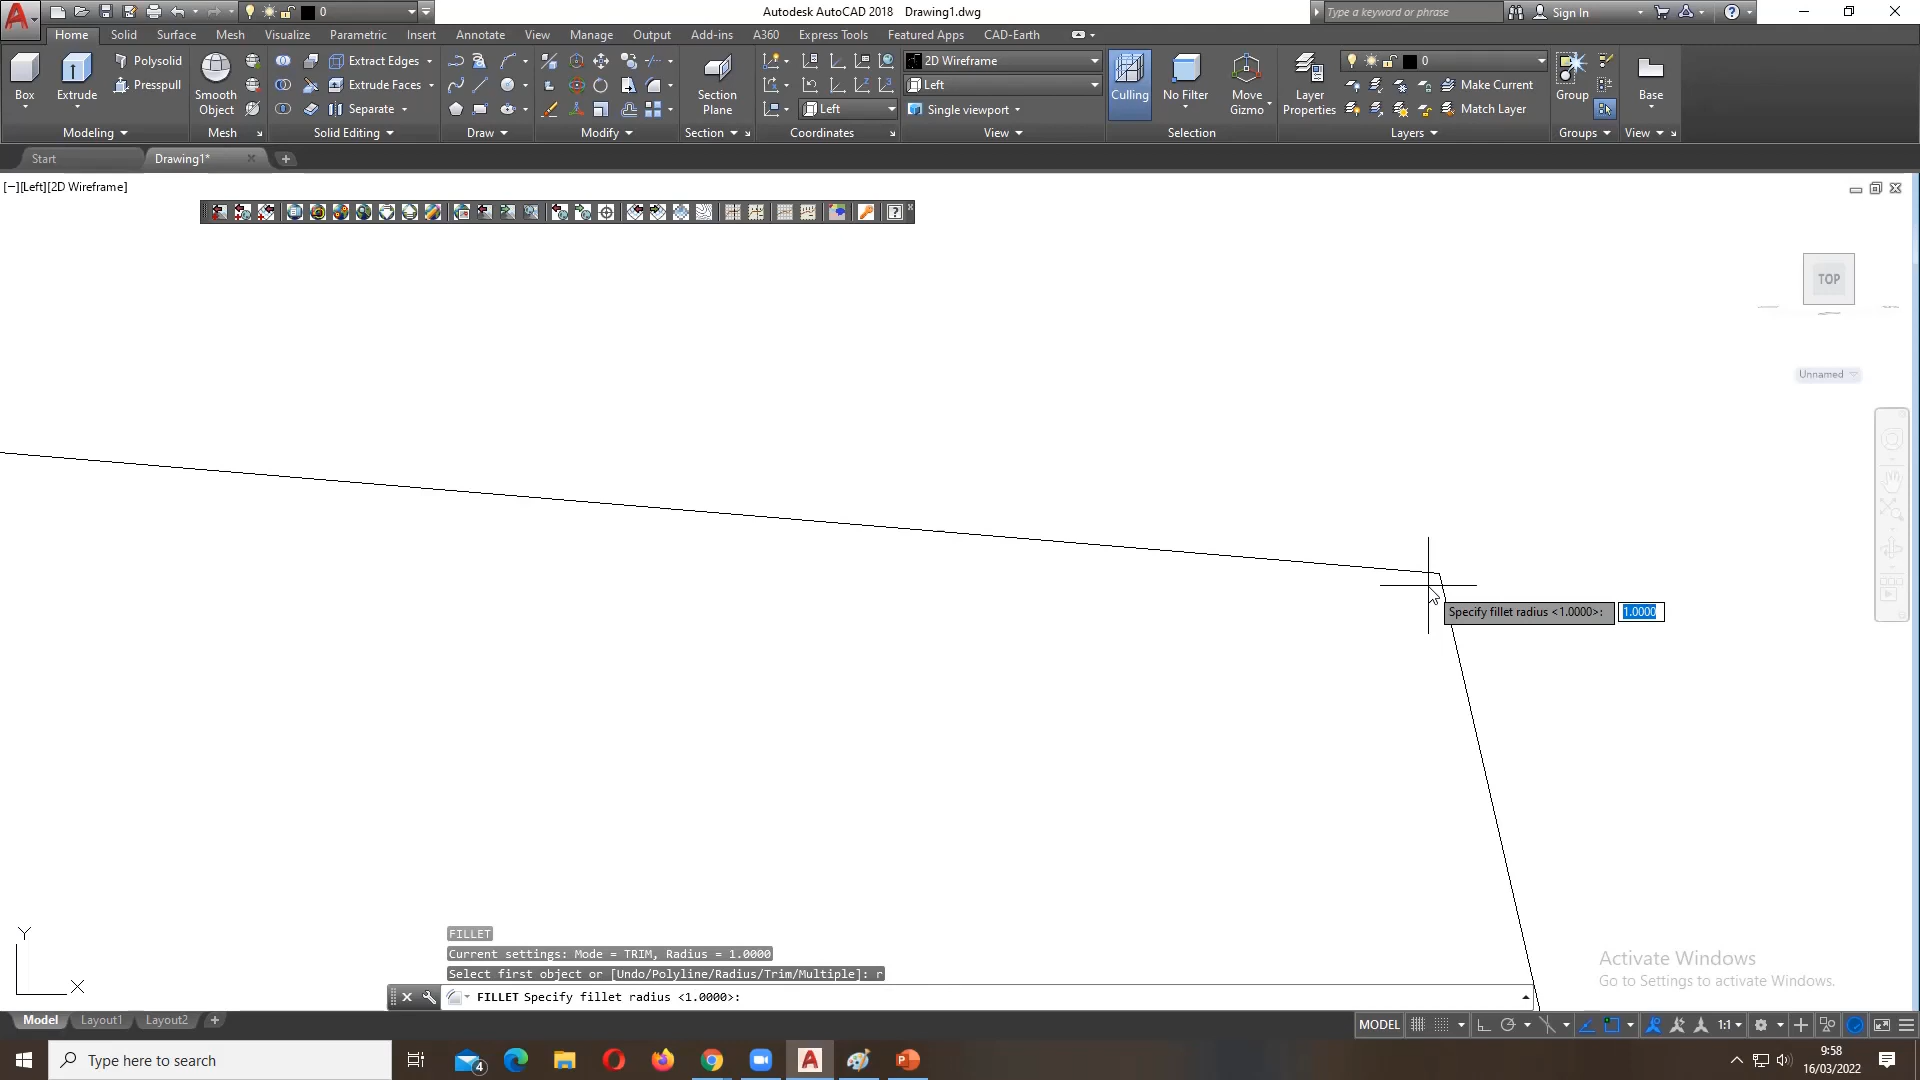 0
Autodesk AutoCAD 2018   Drawing1.dwg
Type a keyword or phrase
Sign In
Home
Solid
Surface
Mesh
Visualize
Parametric
Insert
Annotate
View
Manage
Output
Add-ins
A360
Express Tools
Featured Apps
CAD-Earth
Box
Extrude
Polysolid
Presspull
Smooth Object
Extract Edges
Extrude Faces
Separate
Section Plane
Left
2D Wireframe
Left
Single viewport
Culling
No Filter
Move Gizmo
Layer Properties
0
Make Current
Match Layer
Group
Base
Modeling
Mesh
Solid Editing
Draw
Modify
Section
Coordinates
View
Selection
Layers
Groups
View
Start
Drawing1*
[−][Left][2D Wireframe]
TOP
Unnamed
Specify fillet radius <1.0000>:
1.0000
Y
X
FILLET
Current settings: Mode = TRIM, Radius = 1.0000
Select first object or [Undo/Polyline/Radius/Trim/Multiple]: r
FILLET Specify fillet radius <1.0000>:
Activate Windows
Go to Settings to activate Windows.
Model
Layout1
Layout2
MODEL
1:1
Type here to search
4
9:58
16/03/2022